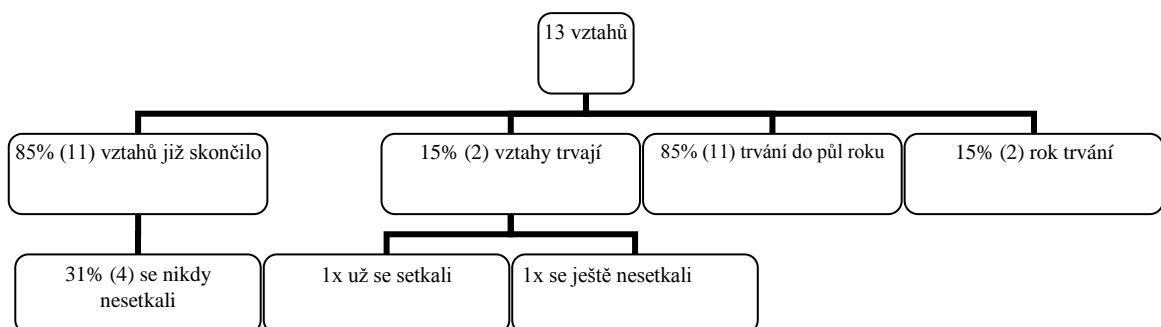 13 vztahů
85% (11) vztahů již skončilo
15% (2) vztahy trvají
85% (11) trvání do půl roku
15% (2) rok trvání
31% (4) se nikdy
nesetkali
1x už se setkali
1x se ještě nesetkali